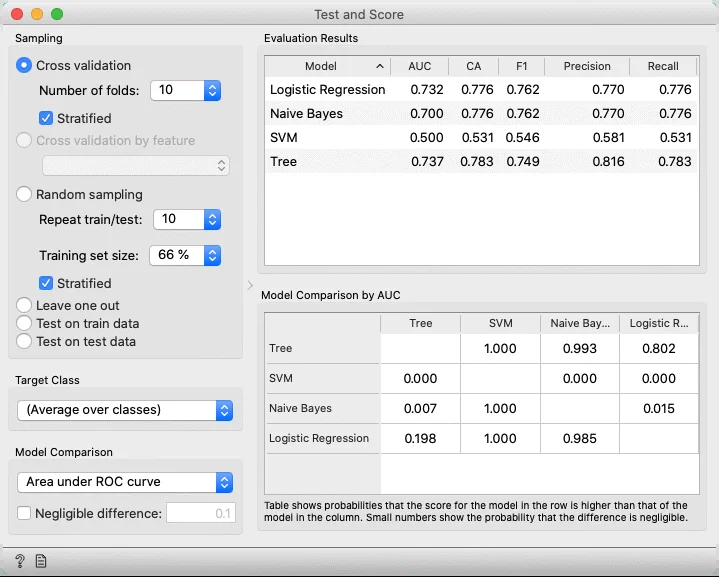 Test and Score
Sampling
Cross validation
Number of folds: 10
Stratified
Cross validation by feature
Random sampling
Repeat train/test: 10
Training set size: 66 %
Stratified
Leave one out
Test on train data
Test on test data
Target Class
(Average over classes)
Model Comparison
Area under ROC curve
Negligible difference: 0.1
Evaluation Results
Model AUC CA F1 Precision Recall
Logistic Regression 0.732 0.776 0.762 0.770 0.776
Naive Bayes 0.700 0.776 0.762 0.770 0.776
SVM 0.500 0.531 0.546 0.581 0.531
Tree 0.737 0.783 0.749 0.816 0.783
Model Comparison by AUC
Tree SVM Naive Bay... Logistic R...
Tree 1.000 0.993 0.802
SVM 0.000 0.000 0.000
Naive Bayes 0.007 1.000 0.015
Logistic Regression 0.198 1.000 0.985
Table shows probabilities that the score for the model in the row is higher than that of the
model in the column. Small numbers show the probability that the difference is negligible.
?